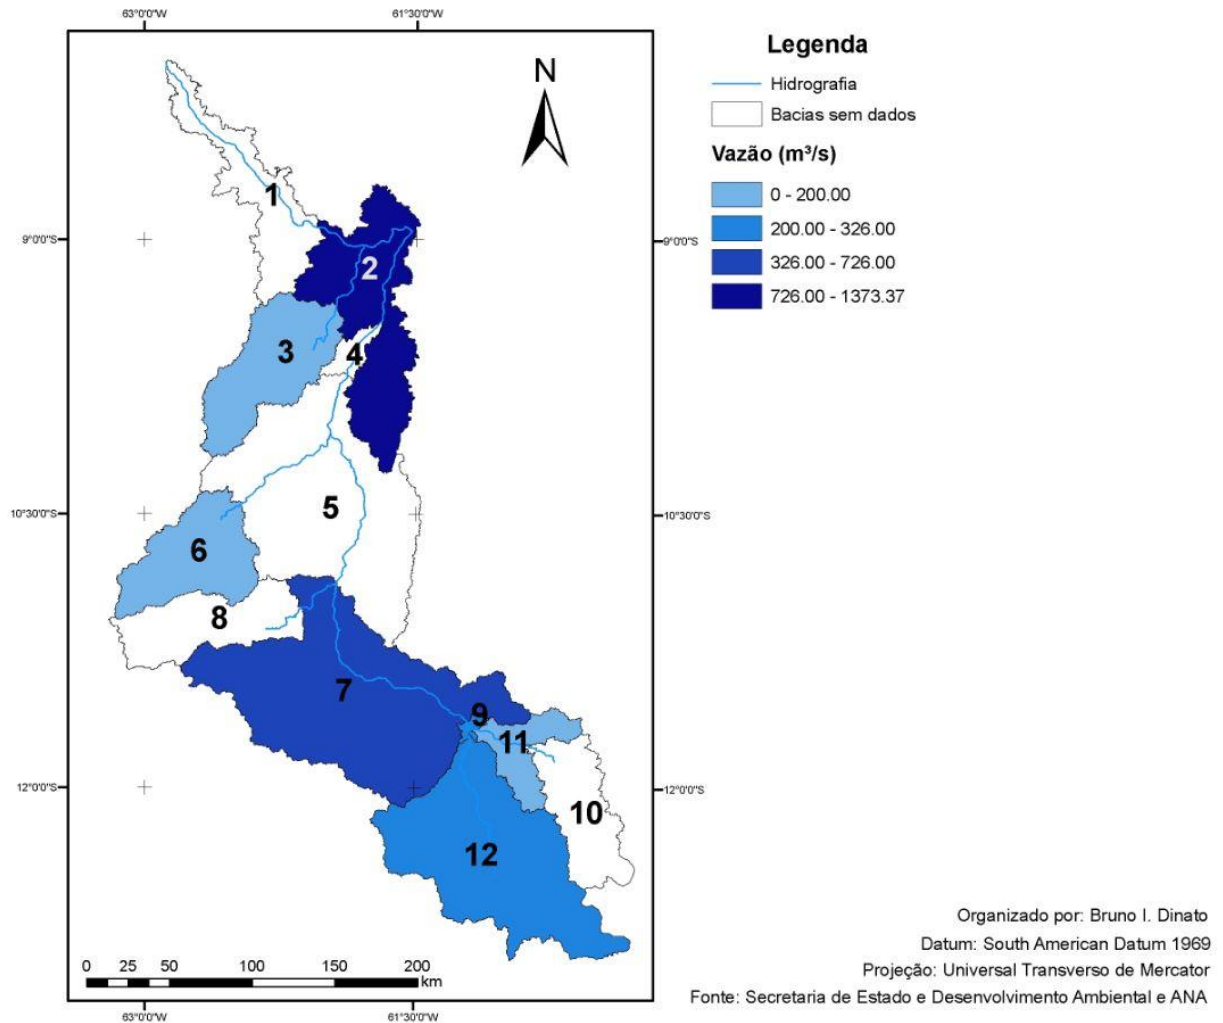 63°0'0"W
61°30'0"W
N
1
2
3
4
5
6
7
8
9
10
11
12
9°0'0"S
9°0'0"S
10°30'0"S
10°30'0"S
12°0'0"S
12°0'0"S
0 25 50 100 150 200
km
63°0'0"W
61°30'0"W
Legenda
Hidrografia
Bacias sem dados
Vazão (m³/s)
0 - 200.00
200.00 - 326.00
326.00 - 726.00
726.00 - 1373.37
Organizado por: Bruno I. Dinato
Datum: South American Datum 1969
Projeção: Universal Transverso de Mercator
Fonte: Secretaria de Estado e Desenvolvimento Ambiental e ANA